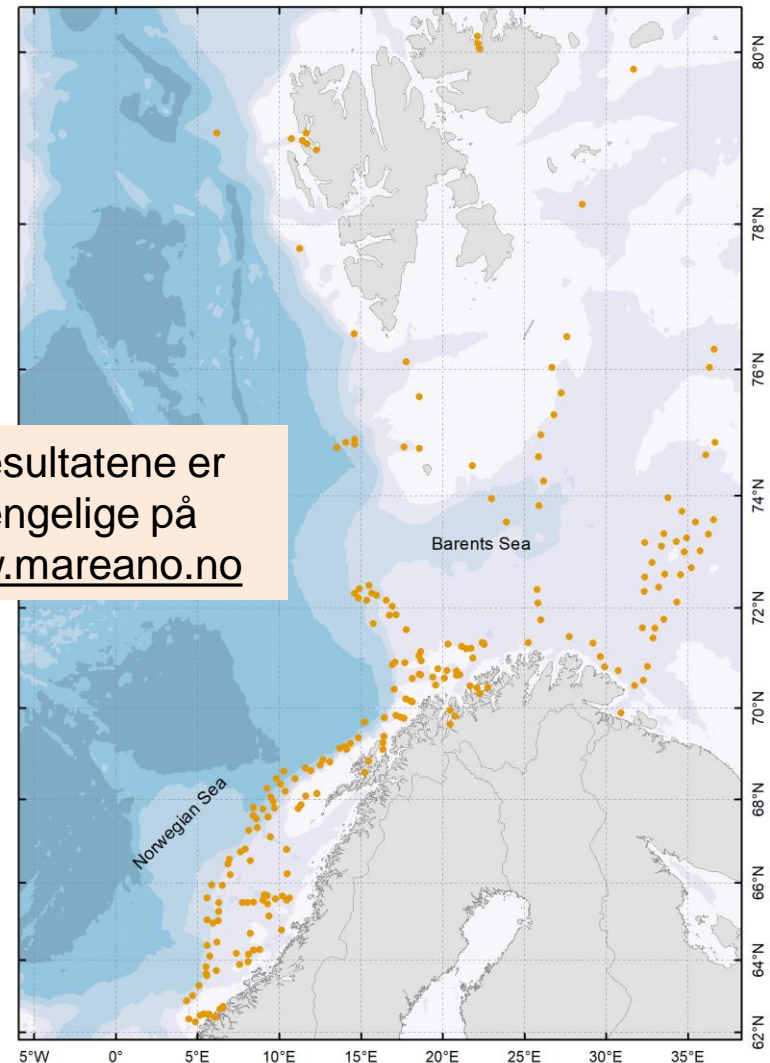 80°N
78°N
76°N
esultatene er
engelige på
w.mareano.no
74°N
Barents Sea
72°N
70°N
68°N
Norwegian Sea
66°N
64°N
62°N
5°W 0° 5°E 10°E 15°E 20°E 25°E 30°E 35°E